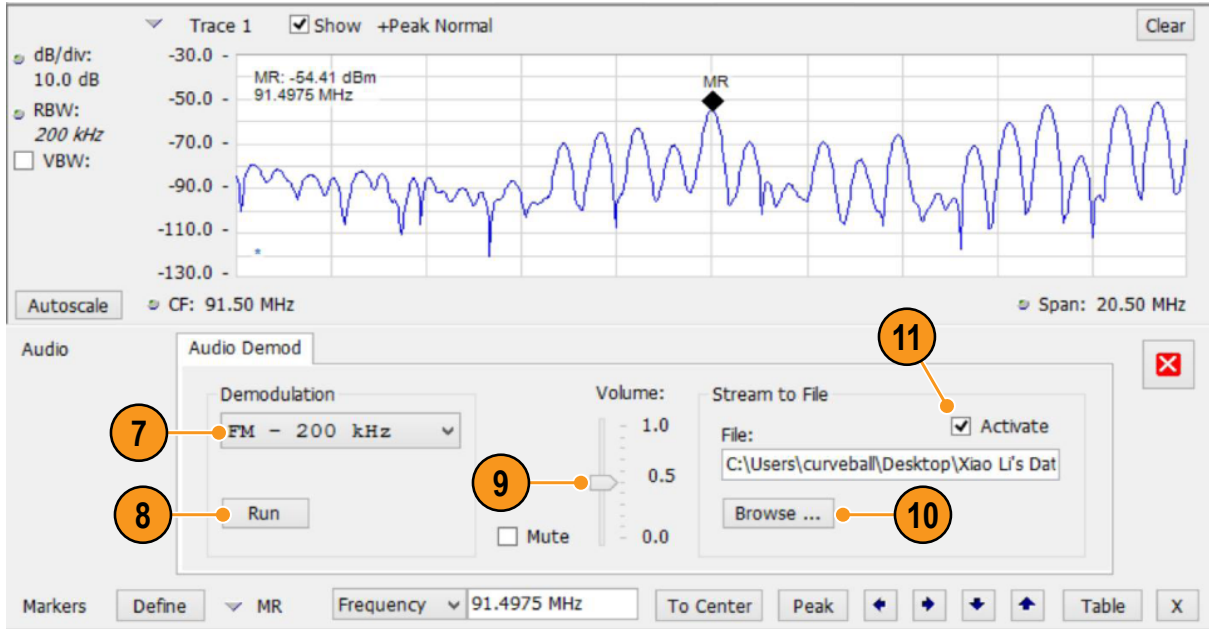 Trace 1 Show +Peak Normal Clear
dB/div: -30.0 -
10.0 dB MR: -54.41 dBm MR
-50.0 - 91.4975 MHz
RBW:
200 kHz -70.0 -
VBW:
-90.0 -
-110.0 -
*
-130.0 -
Autoscale CF: 91.50 MHz Span: 20.50 MHz
Audio Audio Demod 11
Demodulation Volume: Stream to File
7 FM - 200 kHz 1.0 File: Activate
9 0.5 C:\Users\curveball\Desktop\Xiao Li's Dat
8 Run Browse ... 10
Mute 0.0
Markers Define MR Frequency 91.4975 MHz To Center Peak Table X